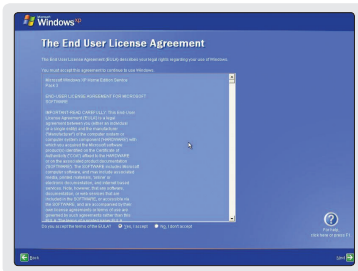 Microsoft
Windows xp
The End User License Agreement
The End User License Agreement (EULA) describes your legal rights regarding your use of Windows.
You must accept this agreement to continue to use Windows.
Microsoft Windows XP Home Edition Service
Pack 2
END-USER LICENSE AGREEMENT FOR MICROSOFT
SOFTWARE
IMPORTANT-READ CAREFULLY: This End User
License Agreement (EULA) is a legal
agreement between you (either an individual
or a single entity) and the manufacturer
("Manufacturer") of the computer system or
computer system component ("HARDWARE") with
which you acquired the Microsoft software
product(s) identified on the Certificate of
Authenticity ("COA") affixed to the HARDWARE
or on the associated product documentation
("SOFTWARE"). The SOFTWARE includes Microsoft
computer software, and may include associated
media, printed materials, "online" or
electronic documentation, and Internet based
services. Note, however, that any software,
documentation, or web services that are
included in the SOFTWARE, or accessible via
the SOFTWARE, and are accompanied by their
own license agreements or terms of use are
governed by such agreements rather than this
Do you accept the terms of the EULA? Yes, I accept No, I don't accept
For help,
click here or press F1
Back
Next